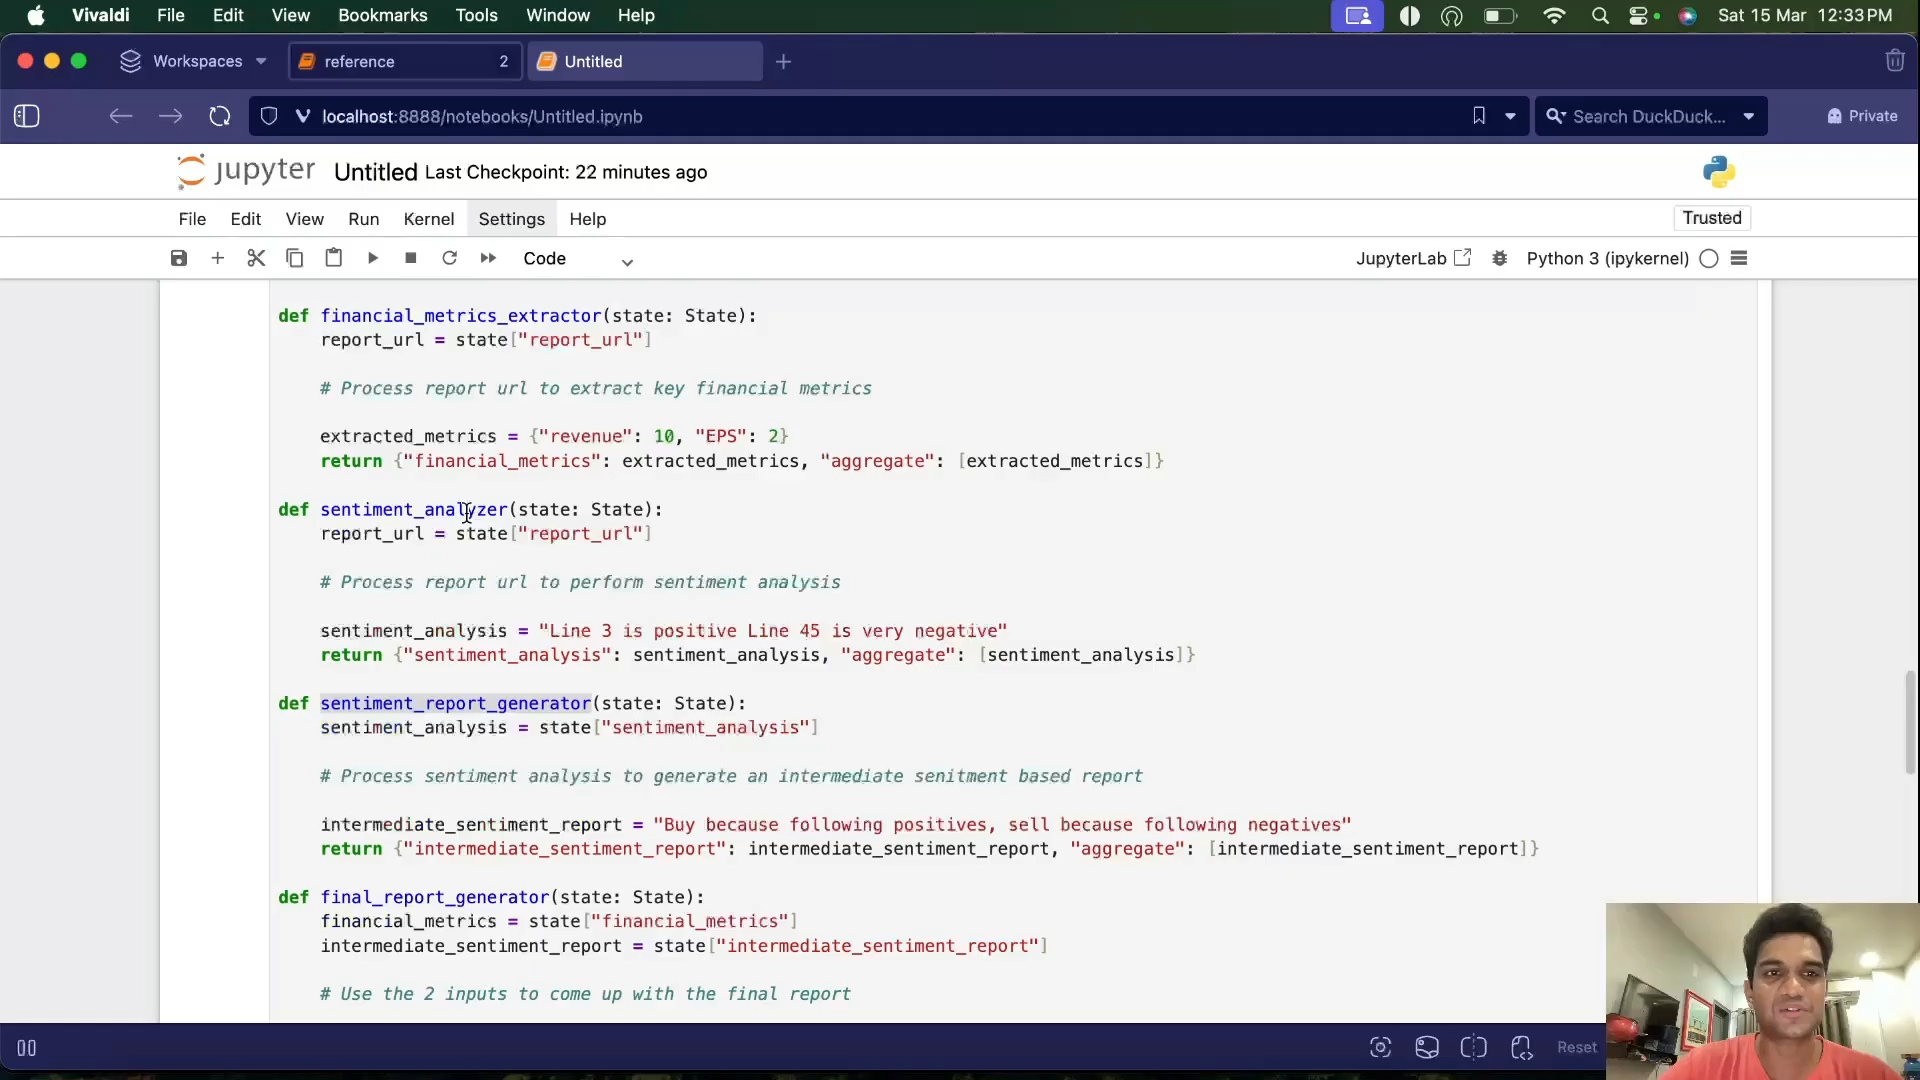 Vivaldi File Edit View Bookmarks Tools Window Help Sat 15 Mar 12:33 PM
Workspaces reference 2 Untitled
localhost:8888/notebooks/Untitled.ipynb Search DuckDuck... Private
jupyter Untitled Last Checkpoint: 22 minutes ago
File Edit View Run Kernel Settings Help Trusted
Code JupyterLab Python 3 (ipykernel)
def financial_metrics_extractor(state: State):
report_url = state["report_url"]
# Process report url to extract key financial metrics
extracted_metrics = {"revenue": 10, "EPS": 2}
return {"financial_metrics": extracted_metrics, "aggregate": [extracted_metrics]}
def sentiment_analyzer(state: State):
report_url = state["report_url"]
# Process report url to perform sentiment analysis
sentiment_analysis = "Line 3 is positive Line 45 is very negative"
return {"sentiment_analysis": sentiment_analysis, "aggregate": [sentiment_analysis]}
def sentiment_report_generator(state: State):
sentiment_analysis = state["sentiment_analysis"]
# Process sentiment analysis to generate an intermediate senitment based report
intermediate_sentiment_report = "Buy because following positives, sell because following negatives"
return {"intermediate_sentiment_report": intermediate_sentiment_report, "aggregate": [intermediate_sentiment_report]}
def final_report_generator(state: State):
financial_metrics = state["financial_metrics"]
intermediate_sentiment_report = state["intermediate_sentiment_report"]
# Use the 2 inputs to come up with the final report
Reset